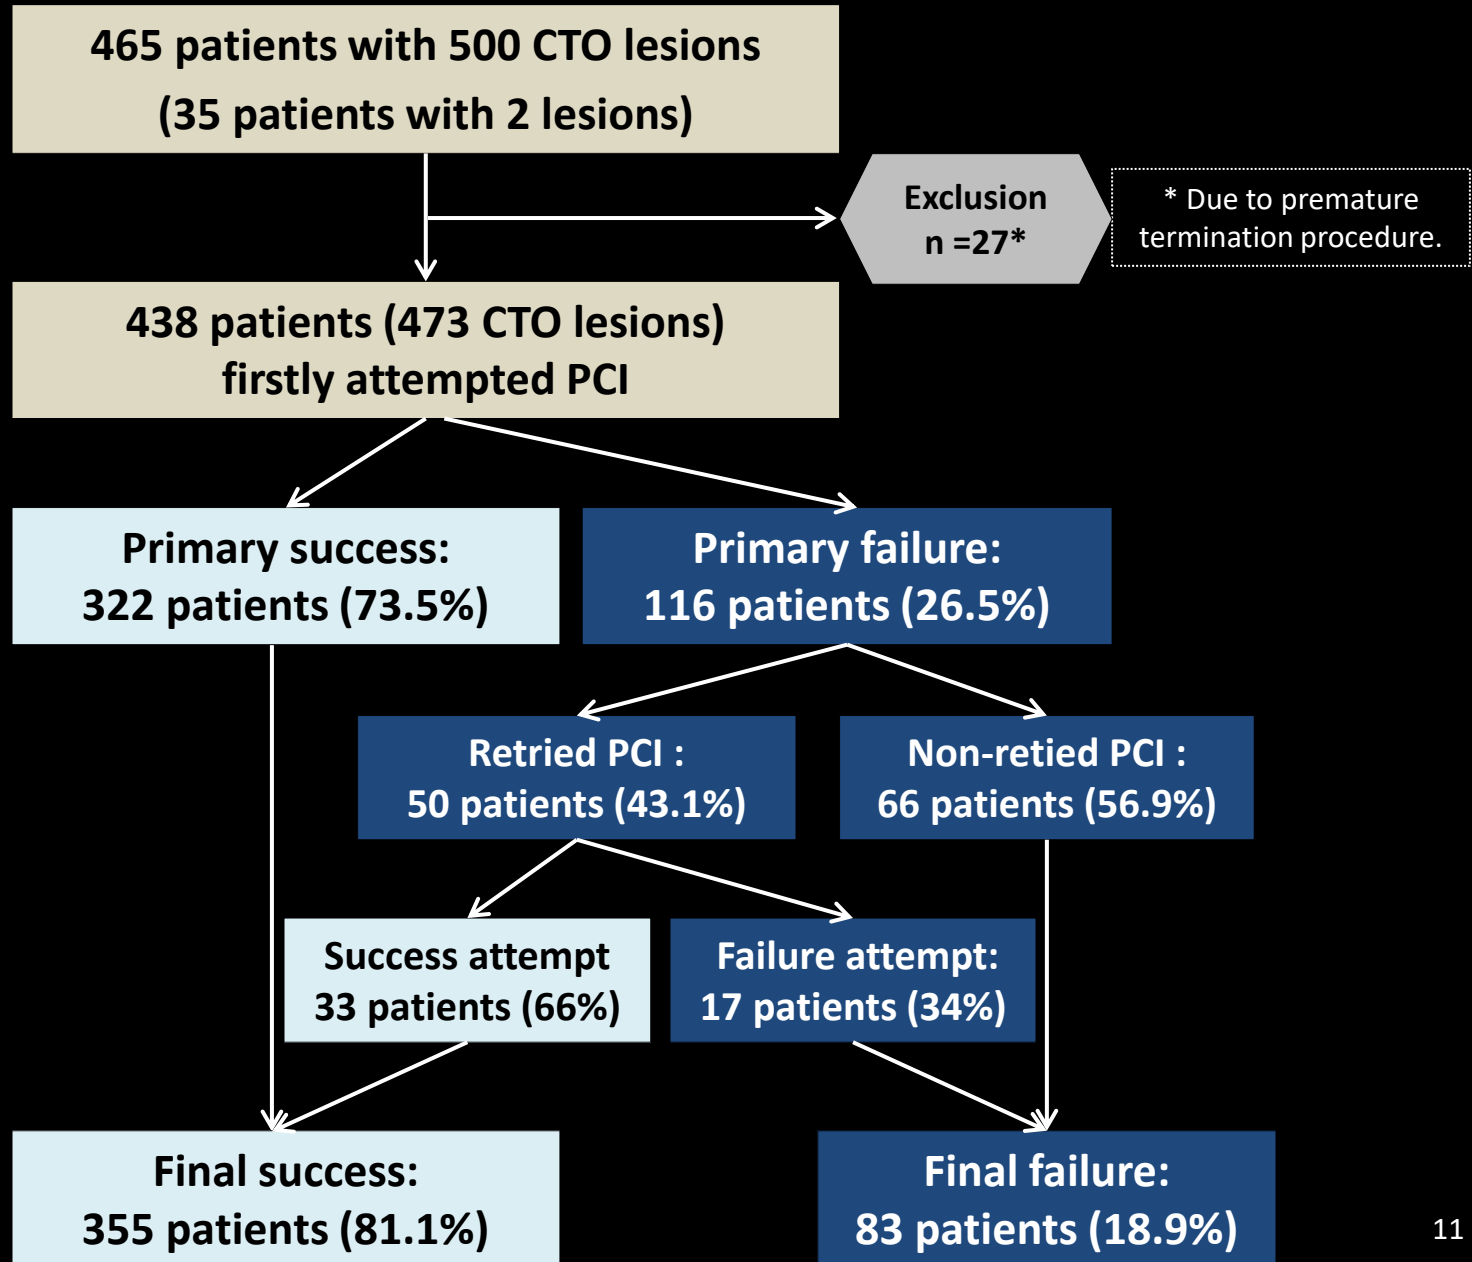 465 patients with 500 CTO lesions
(35 patients with 2 lesions)
Exclusion
n =27*
* Due to premature
termination procedure.
438 patients (473 CTO lesions)
firstly attempted PCI
Primary success:
322 patients (73.5%)
Primary failure:
116 patients (26.5%)
Retried PCI :
50 patients (43.1%)
Non-retied PCI :
66 patients (56.9%)
Success attempt
33 patients (66%)
Failure attempt:
17 patients (34%)
Final success:
355 patients (81.1%)
Final failure:
83 patients (18.9%)
11